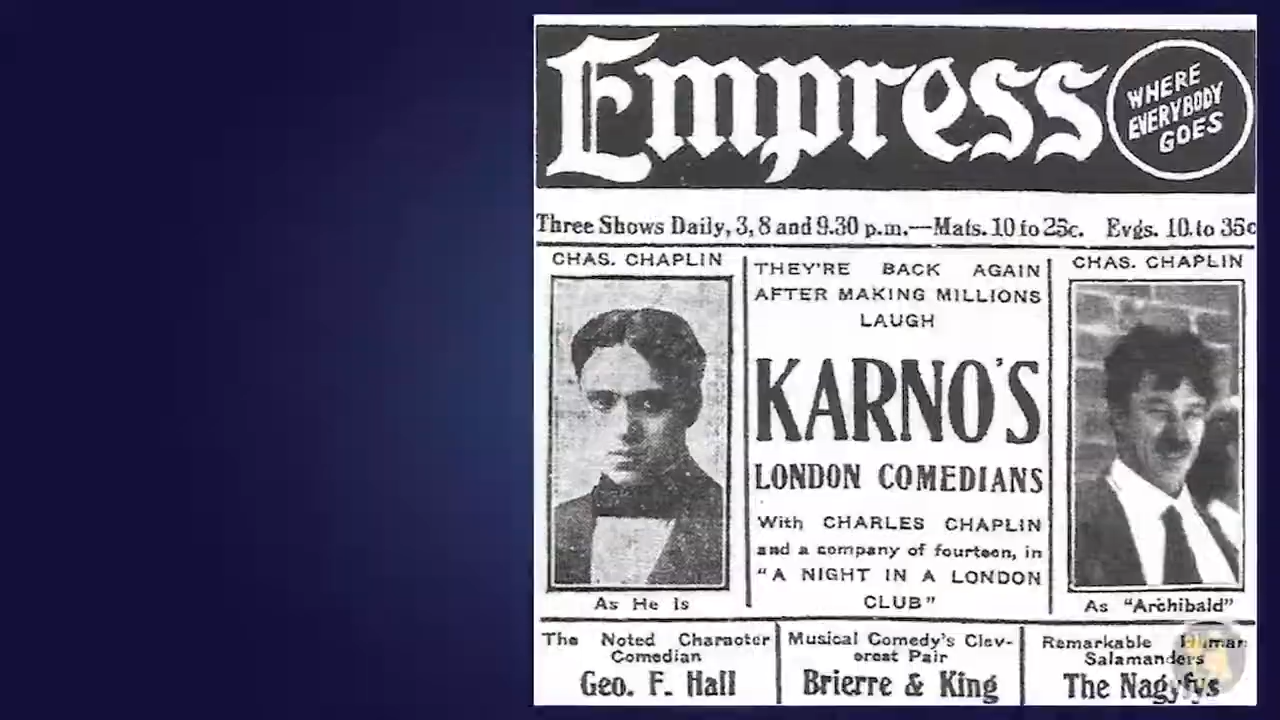 Empress
WHERE
EVERYBODY
GOES
Three Shows Daily, 3, 8 and 9.30 p.m.—Mats. 10 to 25c. Evgs. 10 to 35c
CHAS. CHAPLIN
As He Is
THEY'RE BACK AGAIN
AFTER MAKING MILLIONS
LAUGH
KARNO'S
LONDON COMEDIANS
With CHARLES CHAPLIN
and a company of fourteen, in
"A NIGHT IN A LONDON
CLUB"
CHAS. CHAPLIN
As "Archibald"
The Noted Character
Comedian
Geo. F. Hall
Musical Comedy's Clev-
erest Pair
Brierre & King
Remarkable Human
Salamanders
The Nagyfys